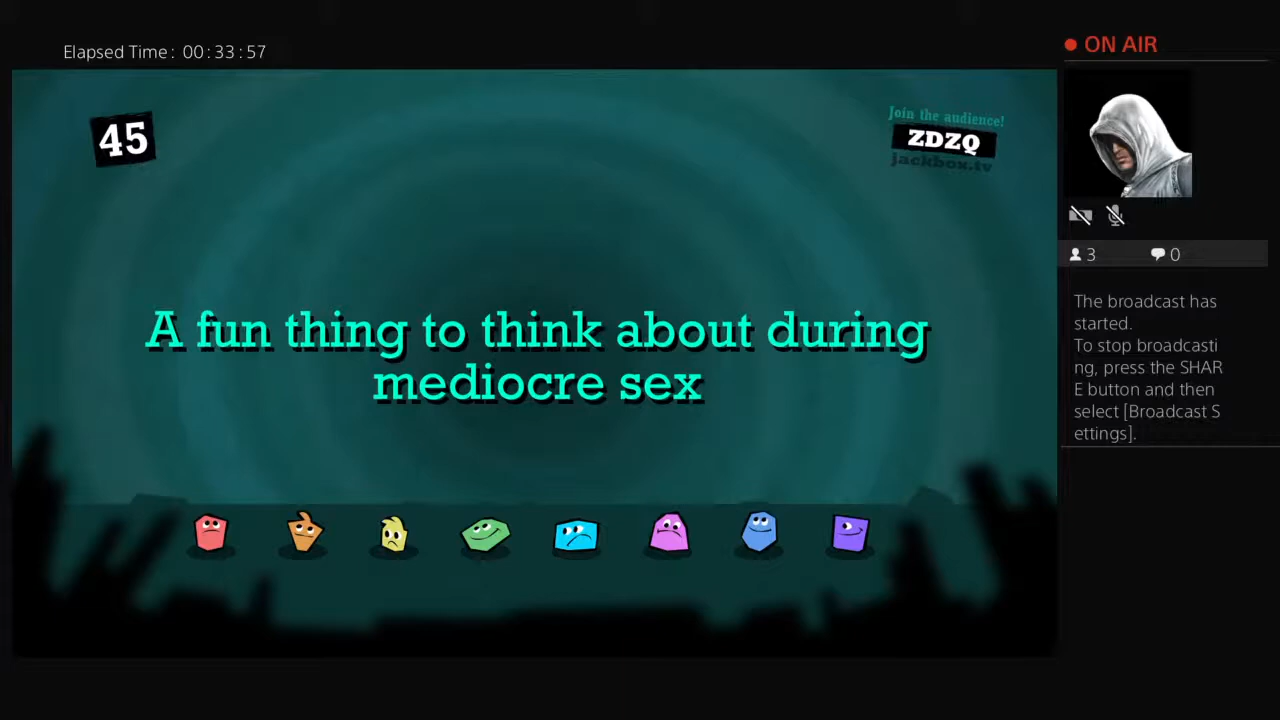 Elapsed Time: 00:33:57
ON AIR
45
Join the audience!
ZDZQ
jackbox.tv
3
0
A fun thing to think about during
mediocre sex
The broadcast has
started.
To stop broadcasti
ng, press the SHAR
E button and then
select [Broadcast S
ettings].